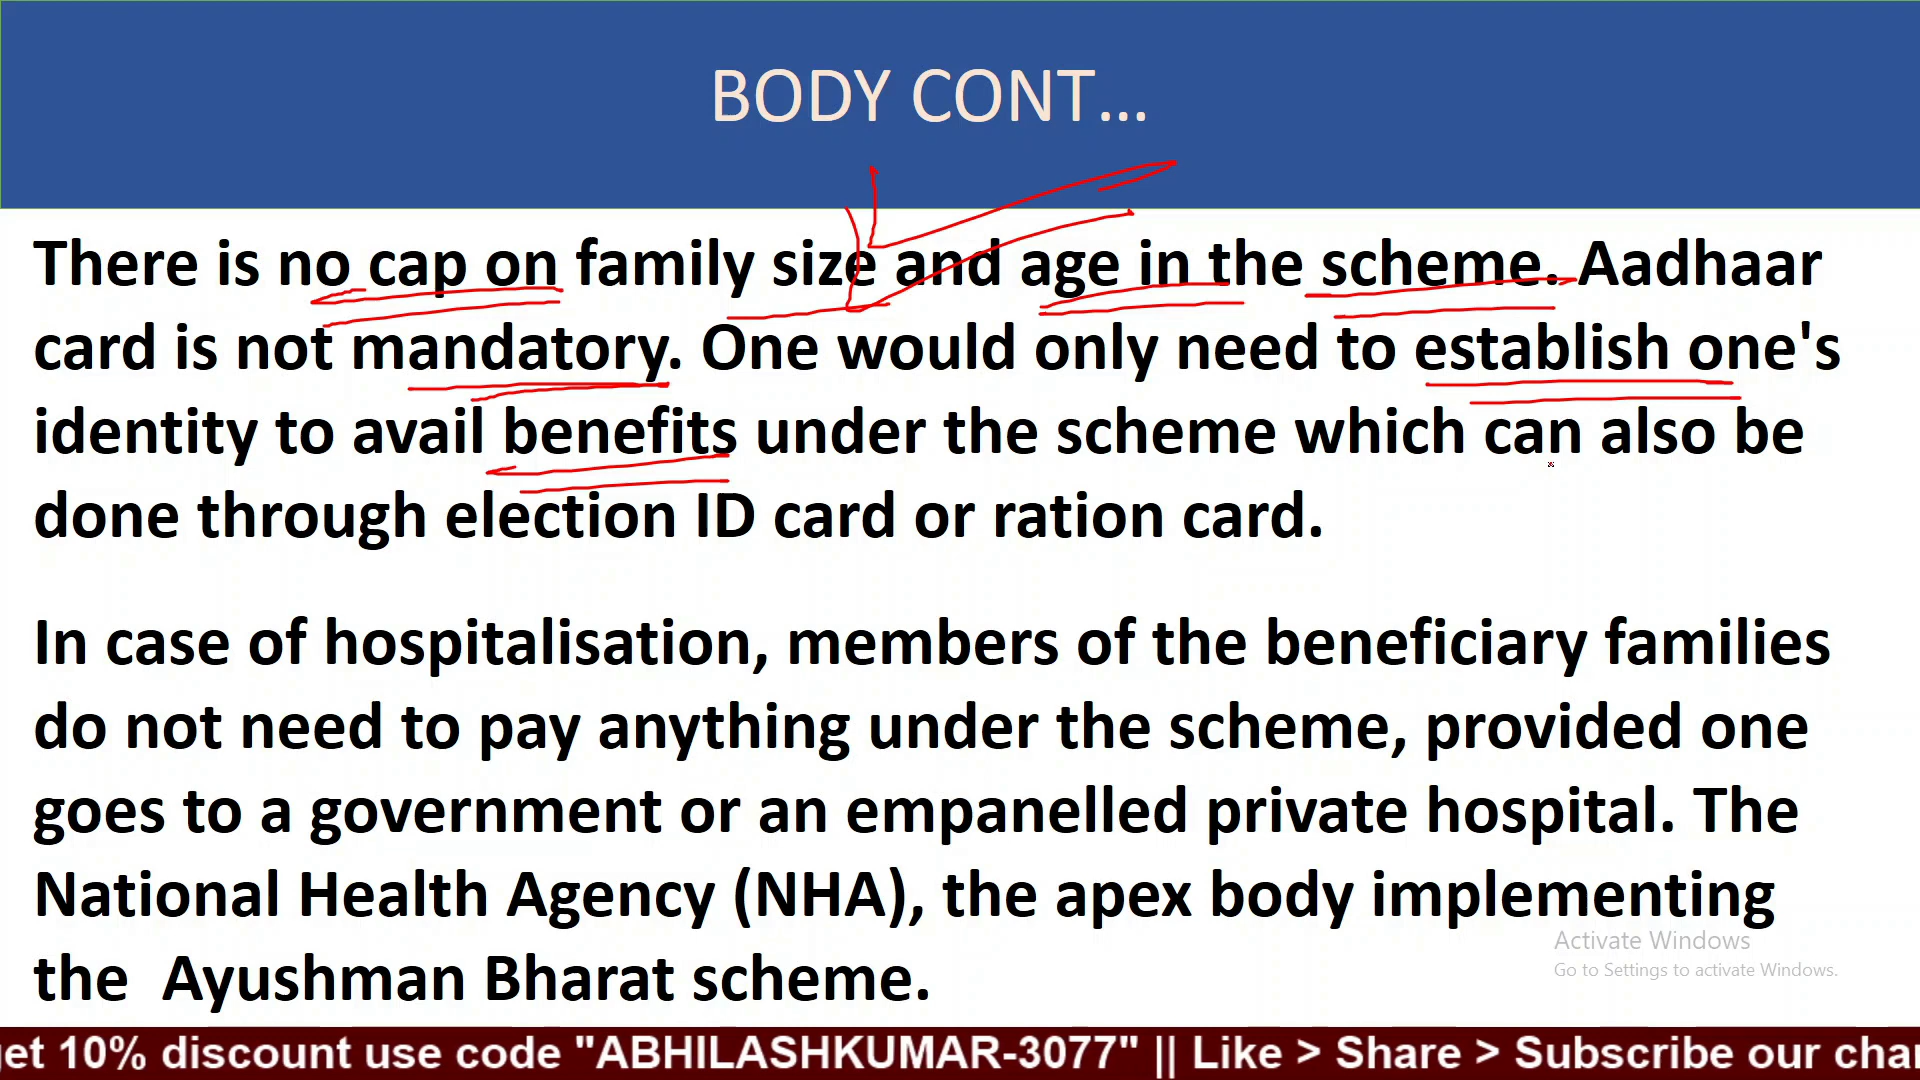 BODY CONT...
There is no cap on family size and age in the scheme. Aadhaar
card is not mandatory. One would only need to establish one's
identity to avail benefits under the scheme which can also be
done through election ID card or ration card.
In case of hospitalisation, members of the beneficiary families
do not need to pay anything under the scheme, provided one
goes to a government or an empanelled private hospital. The
National Health Agency (NHA), the apex body implementing
the  Ayushman Bharat scheme.
Activate Windows
Go to Settings to activate Windows.
get 10% discount use code "ABHILASHKUMAR-3077" || Like > Share > Subscribe our